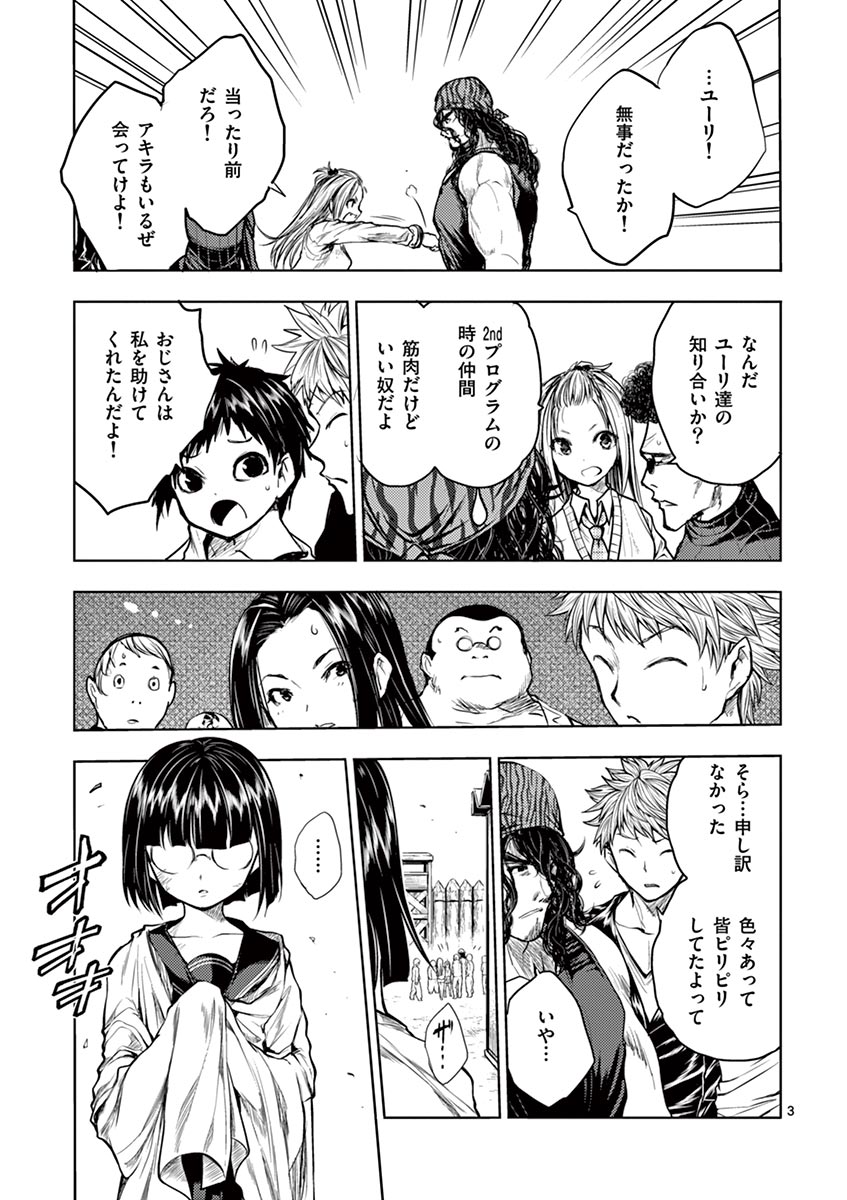 …ユーリ！
無事だったか！
当ったり前
だろ！
アキラもいるぜ
会ってけよ！
なんだ
ユーリ達の
知り合いか？
2ndプログラムの
時の仲間
筋肉だけど
いい奴だよ
おじさんは
私を助けて
くれたんだよ！
そら…申し訳
なかった
色々あって
皆ピリピリ
してたよって
いや…
ザ…
……
オオオ
3